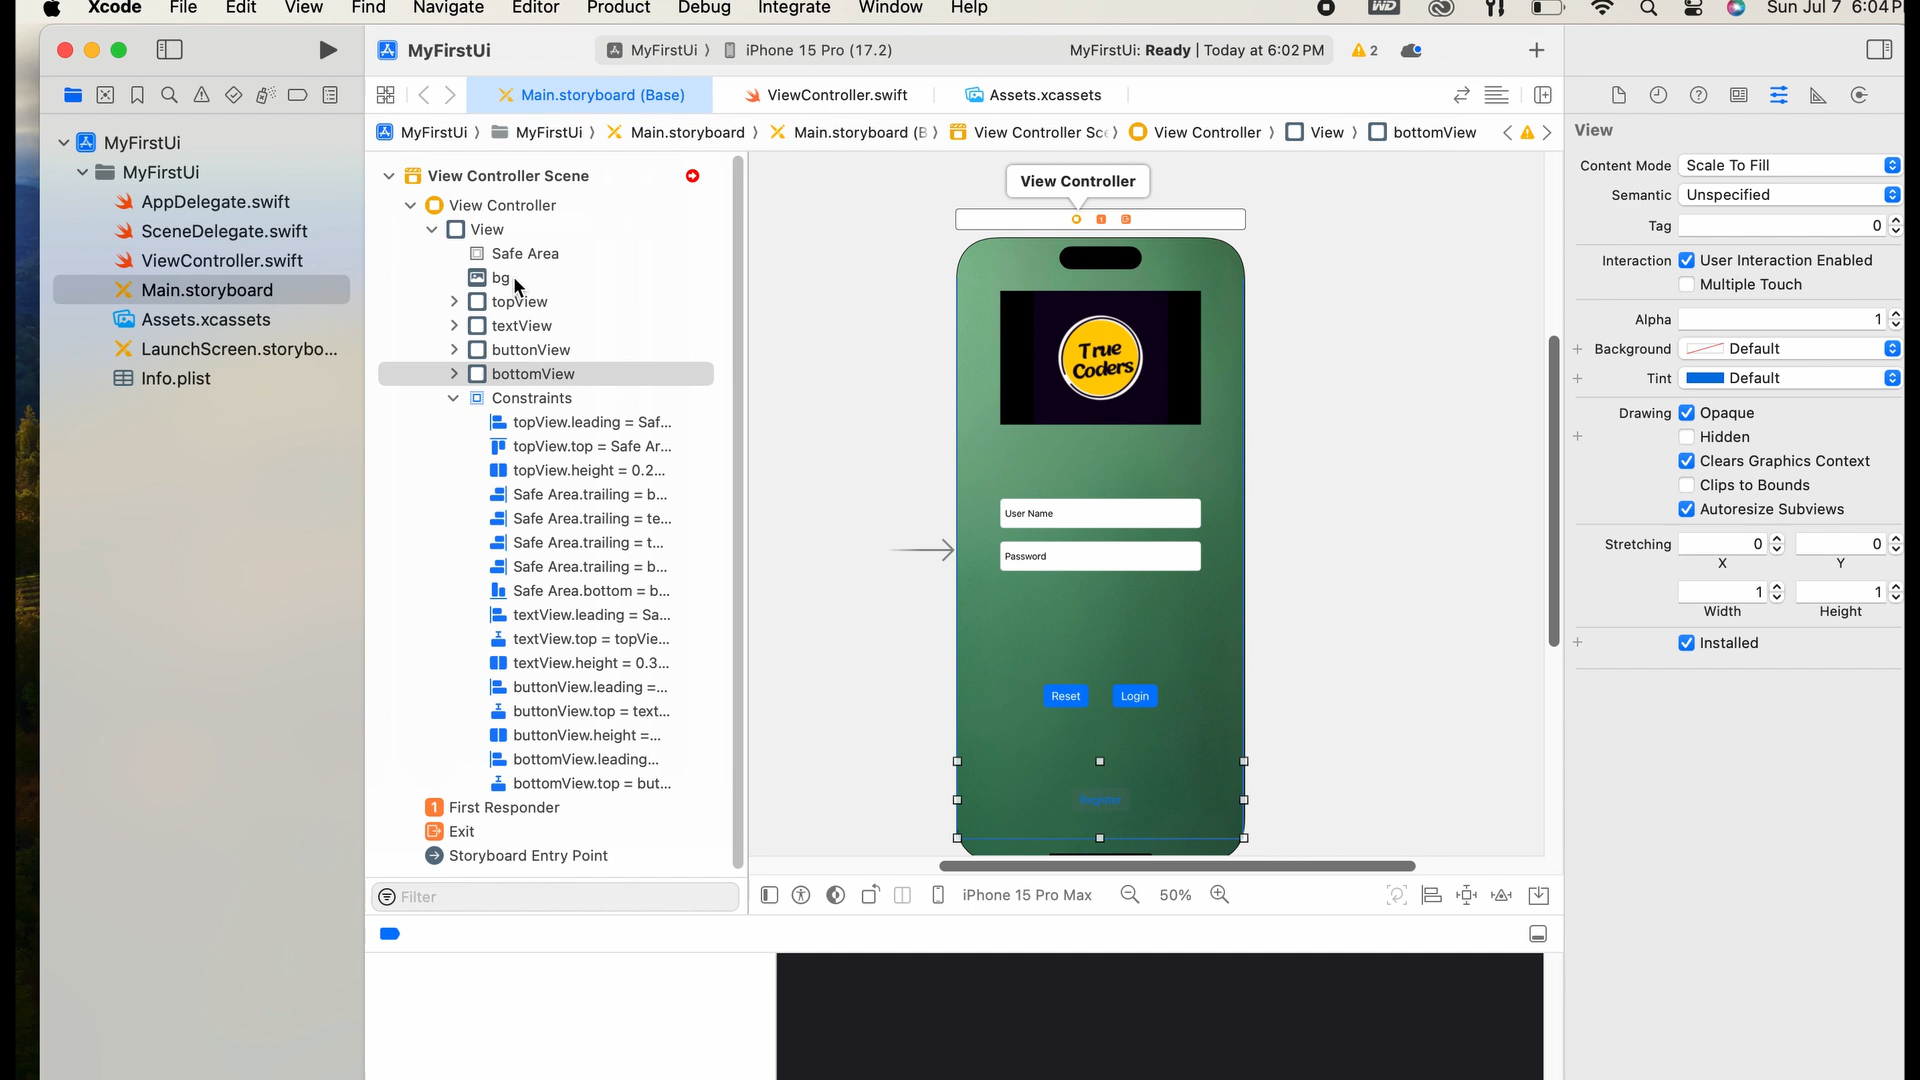 Xcode File Edit View Find Navigate Editor Product Debug Integrate Window Help WD Sun Jul 7 6:04P
MyFirstUi MyFirstUi iPhone 15 Pro (17.2) MyFirstUi: Ready | Today at 6:02 PM 2
Main.storyboard (Base) ViewController.swift Assets.xcassets
MyFirstUi MyFirstUi Main.storyboard Main.storyboard (B View Controller Sc View Controller View bottomView
MyFirstUi
MyFirstUi
AppDelegate.swift
SceneDelegate.swift
ViewController.swift
Main.storyboard
Assets.xcassets
LaunchScreen.storybo...
Info.plist
View Controller Scene
View Controller
View
Safe Area
bg
topView
textView
buttonView
bottomView
Constraints
topView.leading = Saf...
topView.top = Safe Ar...
topView.height = 0.2...
Safe Area.trailing = b...
Safe Area.trailing = te...
Safe Area.trailing = t...
Safe Area.trailing = b...
Safe Area.bottom = b...
textView.leading = Sa...
textView.top = topVie...
textView.height = 0.3...
buttonView.leading =...
buttonView.top = text...
buttonView.height =...
bottomView.leading...
bottomView.top = but...
1 First Responder
Exit
Storyboard Entry Point
Filter
View Controller
1
True
Coders
User Name
Password
Reset Login
Register
iPhone 15 Pro Max 50%
View
Content Mode Scale To Fill
Semantic Unspecified
Tag 0
Interaction User Interaction Enabled
Multiple Touch
Alpha 1
+ Background Default
+ Tint Default
Drawing Opaque
+ Hidden
Clears Graphics Context
Clips to Bounds
Autoresize Subviews
Stretching 0 0
X Y
1 1
Width Height
+ Installed